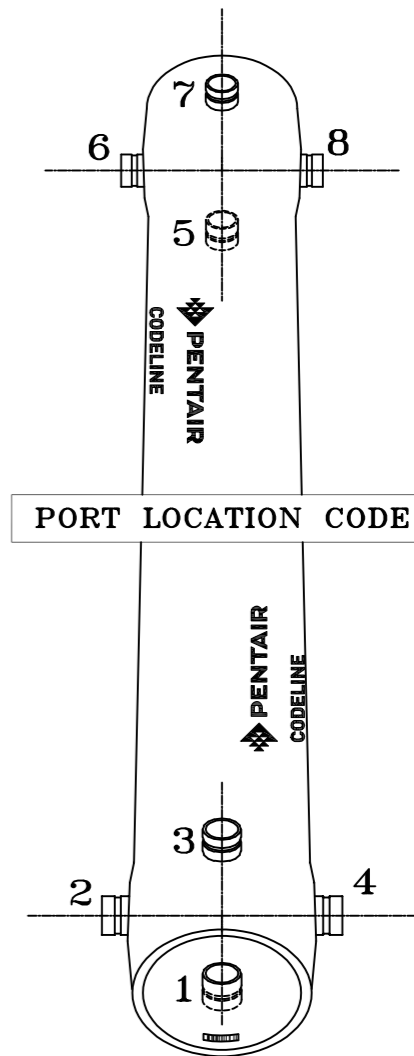 7
6
8
5
CODELINE
PENTAIR
PORT LOCATION CODE
PENTAIR
CODELINE
3
2
4
1